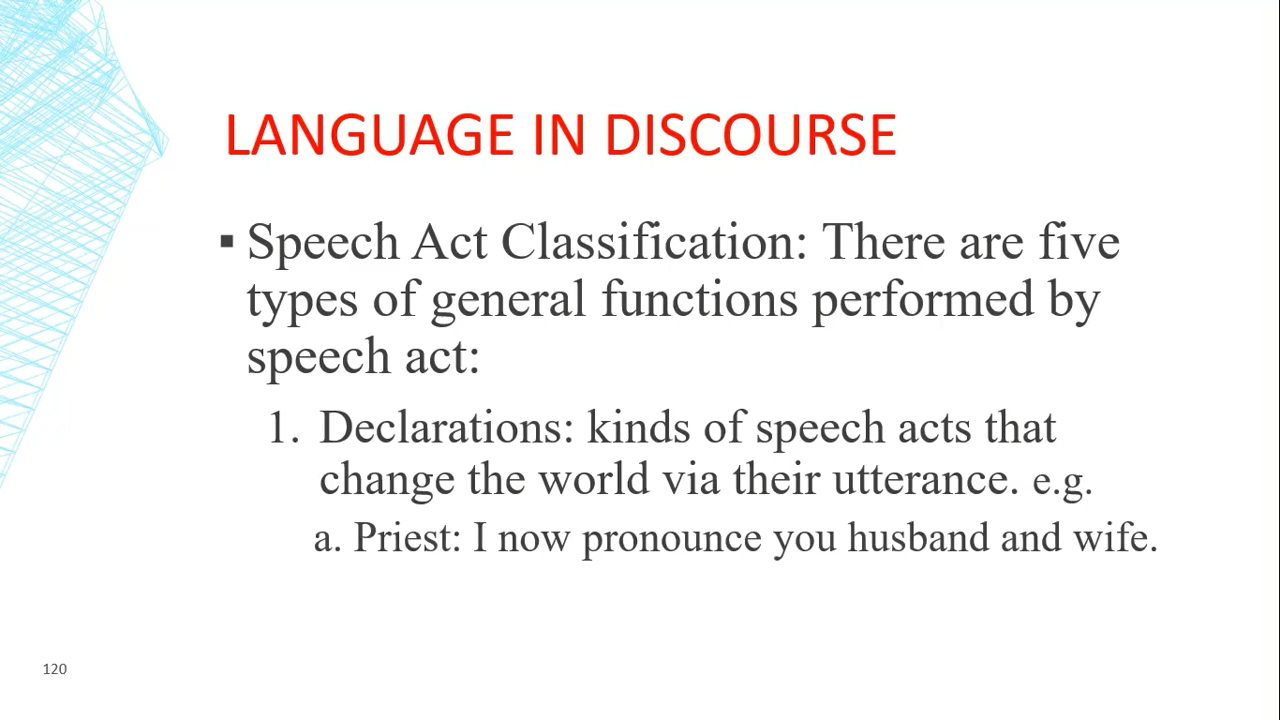 LANGUAGE IN DISCOURSE
▪ Speech Act Classification: There are five
types of general functions performed by
speech act:
1. Declarations: kinds of speech acts that
change the world via their utterance. e.g.
a. Priest: I now pronounce you husband and wife.
120